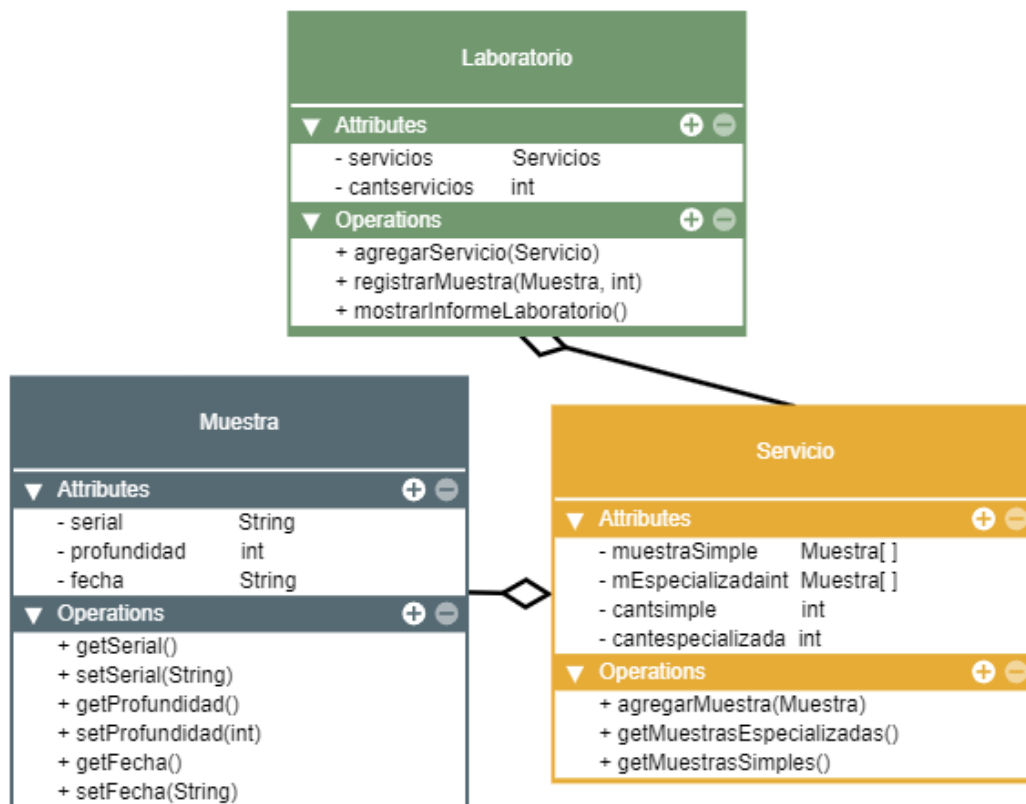 Laboratorio
Attributes
- servicios Servicios
- cantservicios int
Operations
+ agregarServicio(Servicio)
+ registrarMuestra(Muestra, int)
+ mostrarInformeLaboratorio()
Muestra
Attributes
- serial String
- profundidad int
- fecha String
Operations
+ getSerial()
+ setSerial(String)
+ getProfundidad()
+ setProfundidad(int)
+ getFecha()
+ setFecha(String)
Servicio
Attributes
- muestraSimple Muestra[ ]
- mEspecializadaint Muestra[ ]
- cantsimple int
- cantespecializada int
Operations
+ agregarMuestra(Muestra)
+ getMuestrasEspecializadas()
+ getMuestrasSimples()